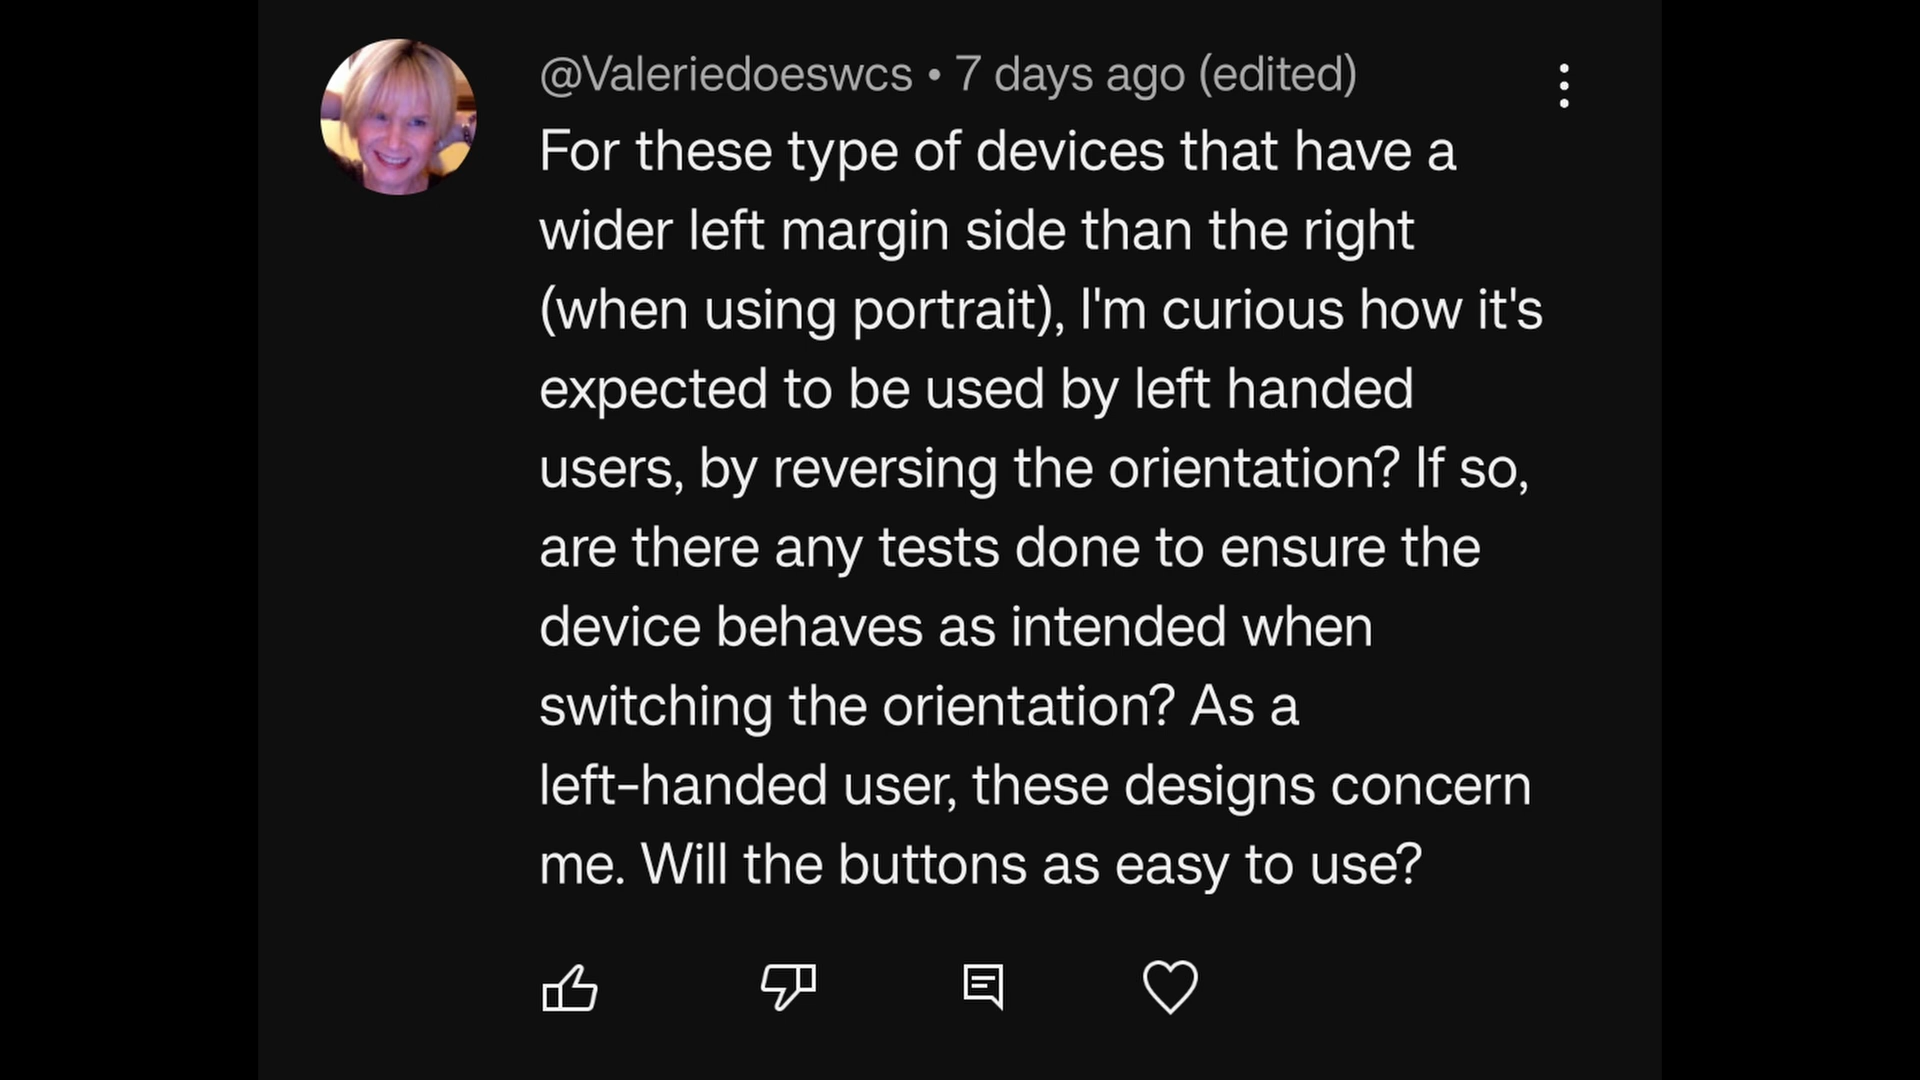 @Valeriedoeswcs • 7 days ago (edited)
For these type of devices that have a
wider left margin side than the right
(when using portrait), I'm curious how it's
expected to be used by left handed
users, by reversing the orientation? If so,
are there any tests done to ensure the
device behaves as intended when
switching the orientation? As a
left-handed user, these designs concern
me. Will the buttons as easy to use?